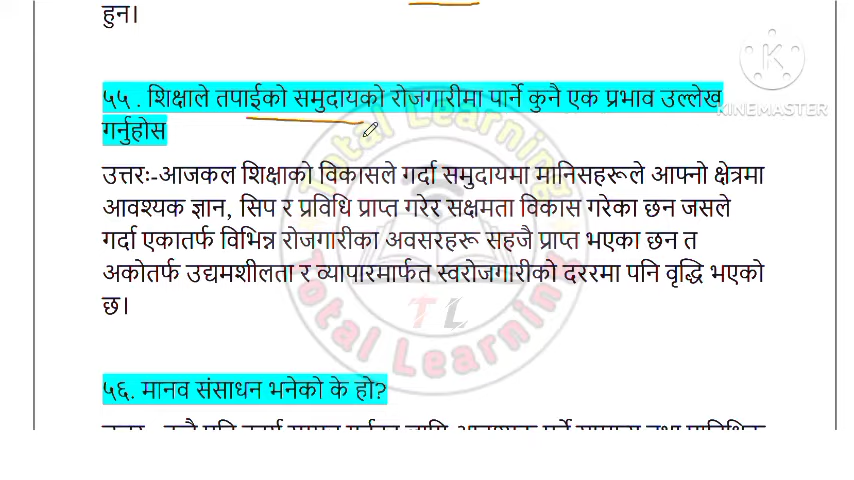 हुन।
KINEMASTER
५५ . शिक्षाले तपाईको समुदायको रोजगारीमा पार्ने कुनै एक प्रभाव उल्लेख
गर्नुहोस
उत्तरः-आजकल शिक्षाको विकासले गर्दा समुदायमा मानिसहरूले आफ्नो क्षेत्रमा
आवश्यक ज्ञान, सिप र प्रविधि प्राप्त गरेर सक्षमता विकास गरेका छन जसले
गर्दा एकातर्फ विभिन्न रोजगारीका अवसरहरू सहजै प्राप्त भएका छन त
अकोतर्फ उद्यमशीलता र व्यापारमार्फत स्वरोजगारीको दररमा पनि वृद्धि भएको
छ।
Total Learning
TL
Total Learning
५६. मानव संसाधन भनेको के हो?